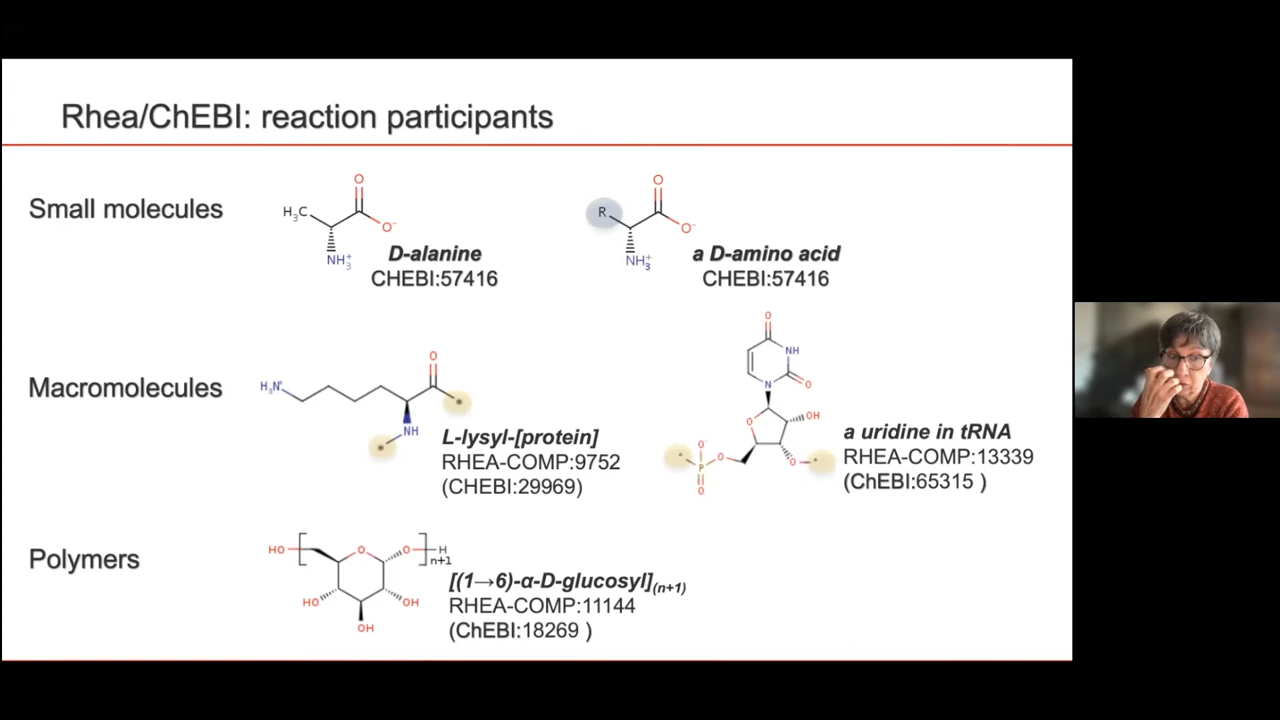 Rhea/ChEBI: reaction participants
Small molecules
O
H3C
O-
NH3+
D-alanine
CHEBI:57416
O
R
O-
NH3+
a D-amino acid
CHEBI:57416
Macromolecules
O
H3N+
*
NH
*
L-lysyl-[protein]
RHEA-COMP:9752
(CHEBI:29969)
O
NH
N
O
O
OH
O-
*
P
O
O
*
O
a uridine in tRNA
RHEA-COMP:13339
(ChEBI:65315 )
Polymers
HO
O
O
H
n+1
HO
OH
OH
[(1→6)-α-D-glucosyl](n+1)
RHEA-COMP:11144
(ChEBI:18269 )